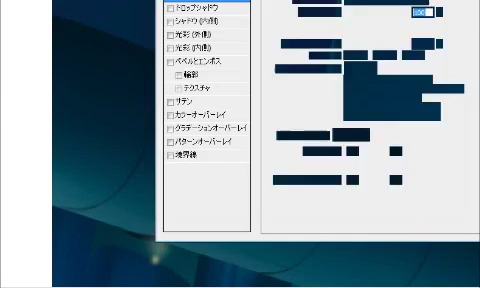 ドロップシャドウ
シャドウ (内側)
光彩 (外側)
光彩 (内側)
ベベルとエンボス
輪郭
テクスチャ
サテン
カラーオーバーレイ
グラデーションオーバーレイ
パターンオーバーレイ
境界線
100